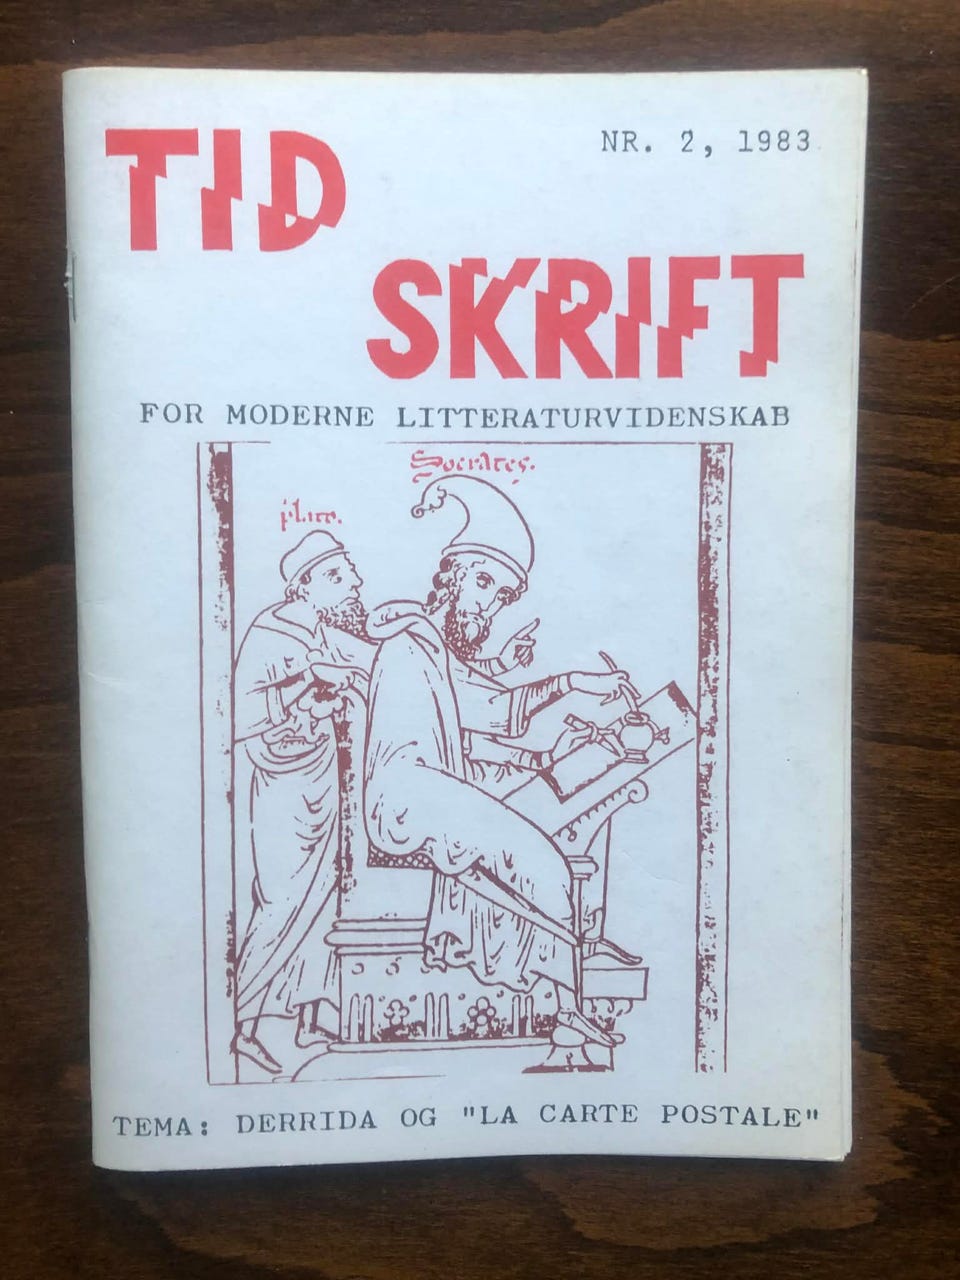 NR. 2, 1983
TID
SKRIFT
FOR MODERNE LITTERATURVIDENSKAB
Socrates.
plato.
TEMA: DERRIDA OG "LA CARTE POSTALE"